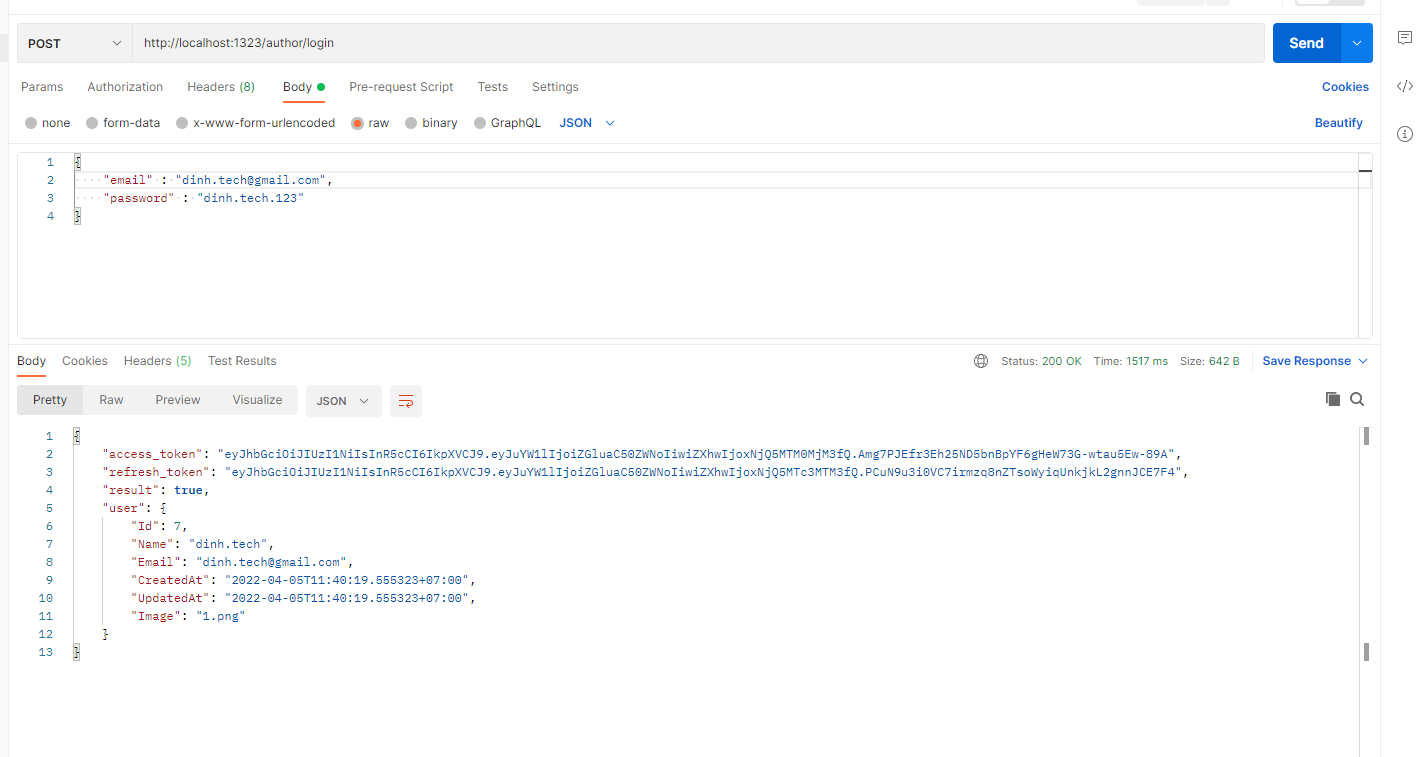 POST http://localhost:1323/author/login Send
Params Authorization Headers (8) Body Pre-request Script Tests Settings Cookies
none form-data x-www-form-urlencoded raw binary GraphQL JSON Beautify
1 {
2 "email" : "dinh.tech@gmail.com",
3 "password" : "dinh.tech.123"
4 }
Body Cookies Headers (5) Test Results Status: 200 OK Time: 1517 ms Size: 642 B Save Response
Pretty Raw Preview Visualize JSON
1 {
2 "access_token": "eyJhbGciOiJIUzI1NiIsInR5cCI6IkpXVCJ9.eyJuYW1lIjoiZGluaC50ZWNoIiwiZXhwIjoxNjQ5MTM0MjM3fQ.Amg7PJEfr3Eh25ND5bnBpYF6gHeW73G-wtau5Ew-89A",
3 "refresh_token": "eyJhbGciOiJIUzI1NiIsInR5cCI6IkpXVCJ9.eyJuYW1lIjoiZGluaC50ZWNoIiwiZXhwIjoxNjQ5MTc3MTM3fQ.PCuN9u3i0VC7irmzq8nZTsoWyiqUnkjkL2gnnJCE7F4",
4 "result": true,
5 "user": {
6 "Id": 7,
7 "Name": "dinh.tech",
8 "Email": "dinh.tech@gmail.com",
9 "CreatedAt": "2022-04-05T11:40:19.555323+07:00",
10 "UpdatedAt": "2022-04-05T11:40:19.555323+07:00",
11 "Image": "1.png"
12 }
13 }